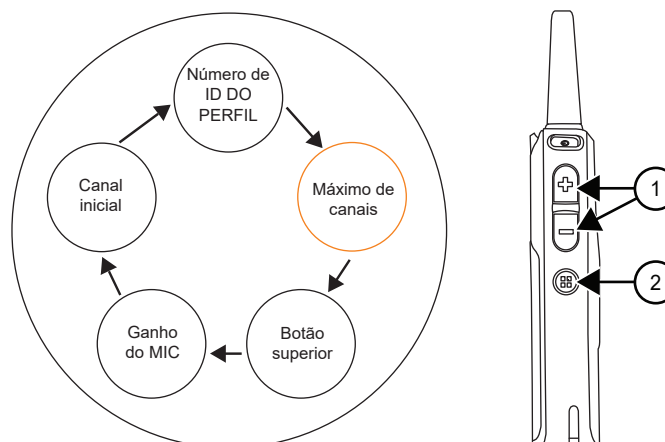 Número de
ID DO
PERFIL
Máximo de
canais
Botão
superior
Ganho
do MIC
Canal
inicial
1
2